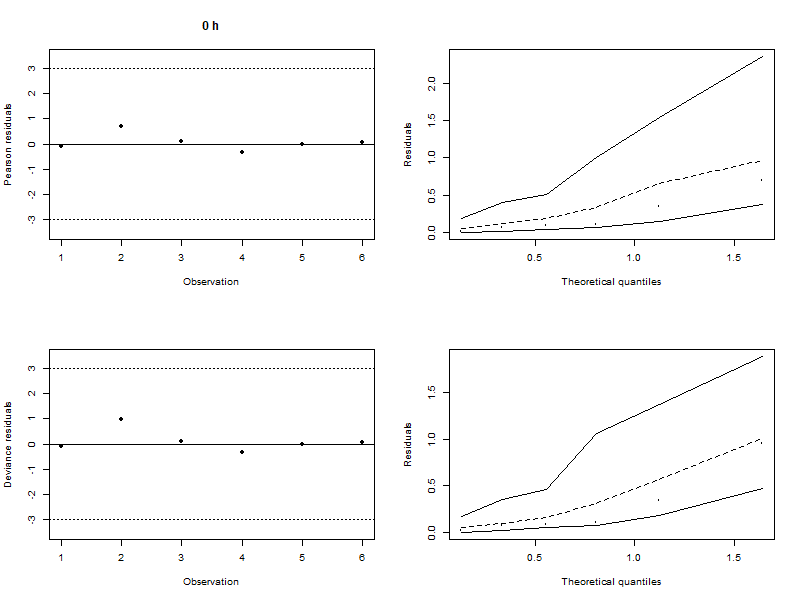 0 h
Pearson residuals
3
2
1
0
-1
-2
-3
1 2 3 4 5 6
Observation
Residuals
2.0
1.5
1.0
0.5
0.0
0.5 1.0 1.5
Theoretical quantiles
Deviance residuals
3
2
1
0
-1
-2
-3
1 2 3 4 5 6
Observation
Residuals
1.5
1.0
0.5
0.0
0.5 1.0 1.5
Theoretical quantiles